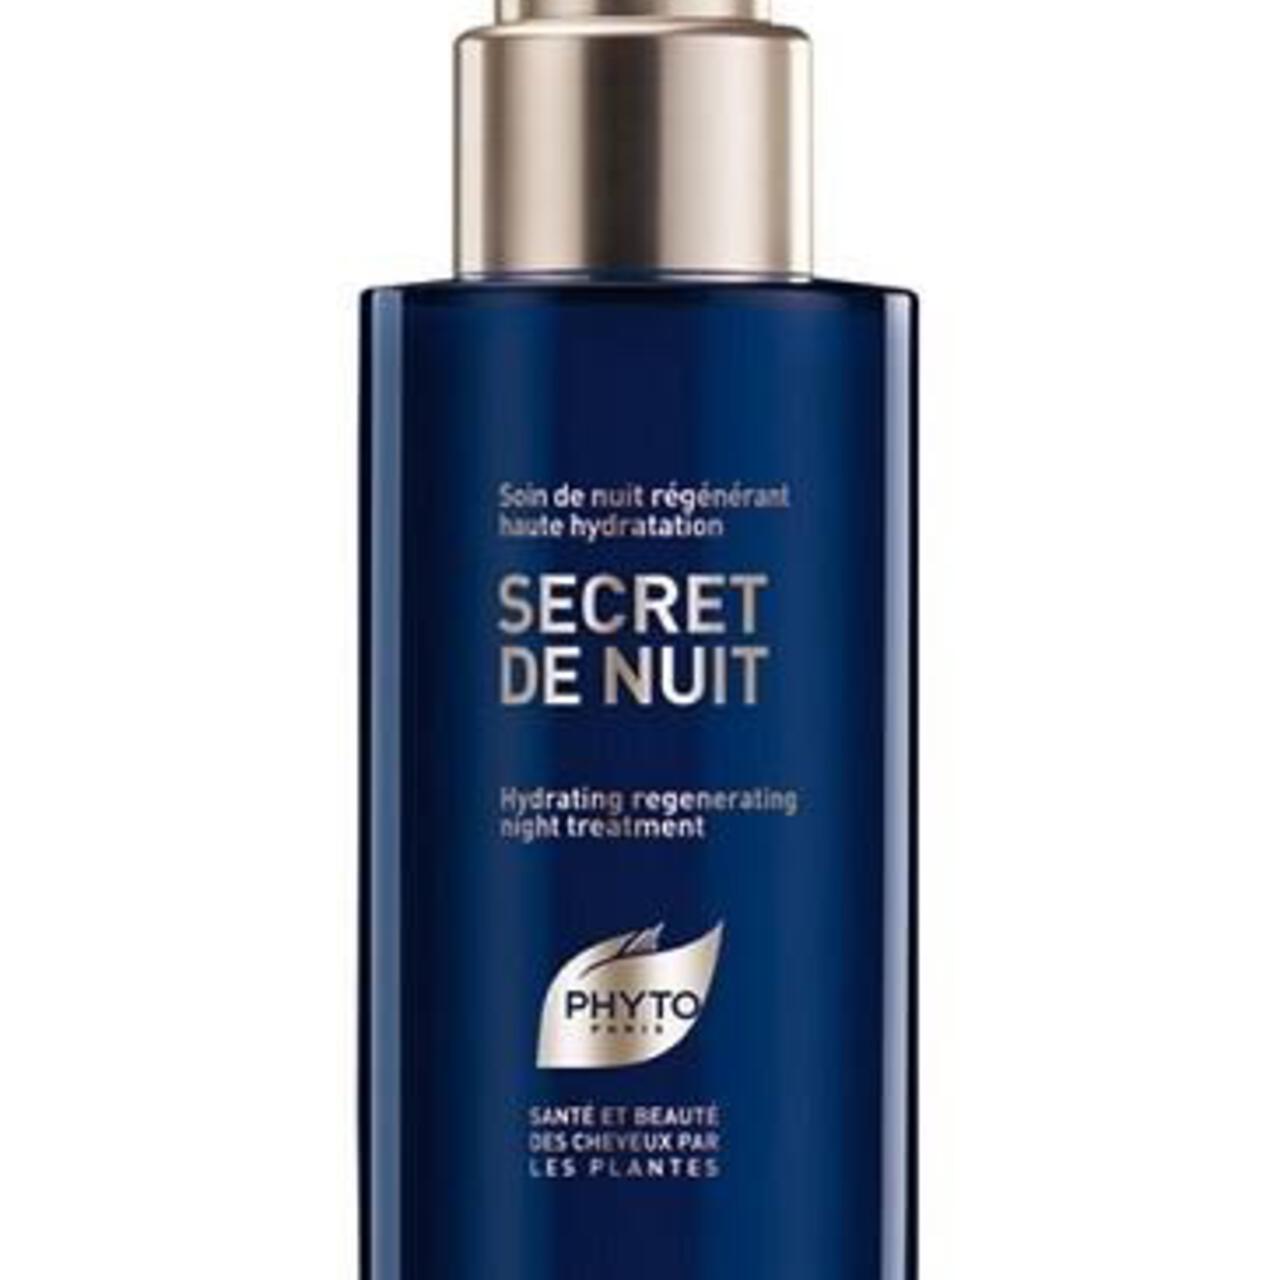 Soin de nuit régénérant
haute hydratation
SECRET
DE NUIT
Hydrating regenerating
night treatment
PHYTO
PARIS
SANTÉ ET BEAUTÉ
DES CHEVEUX PAR
LES PLANTES